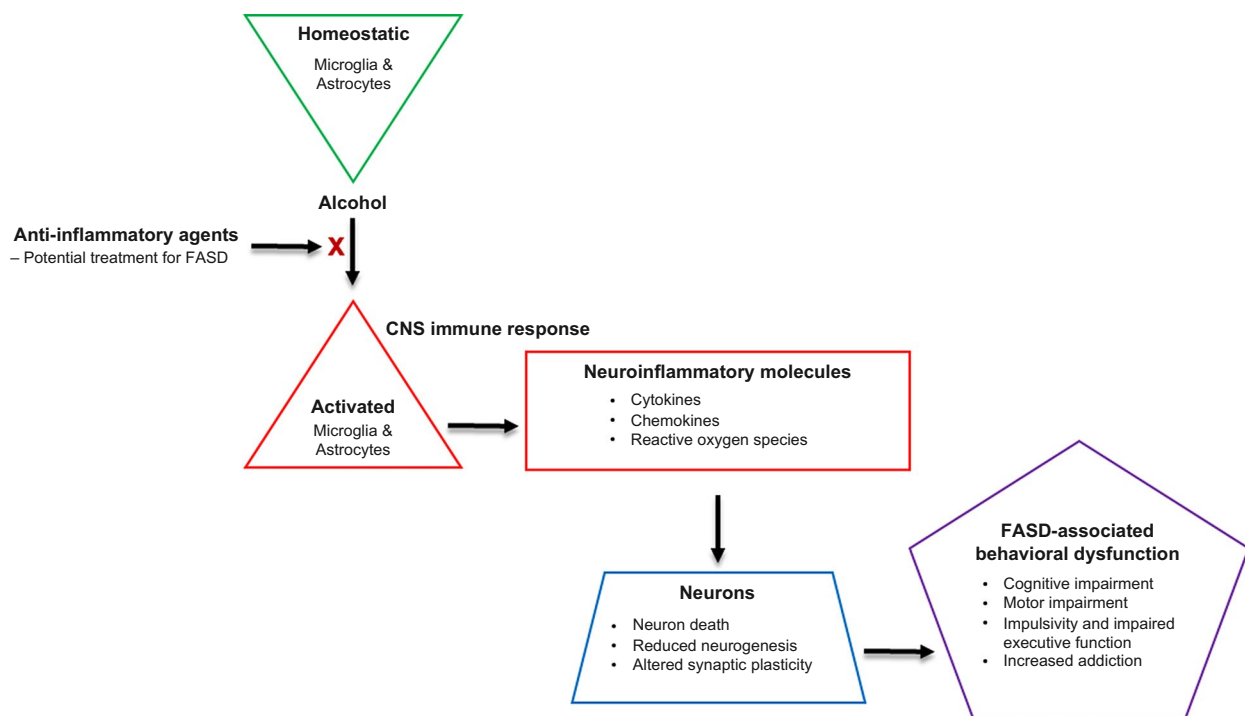 Homeostatic
Microglia &
Astrocytes
Alcohol
Anti-inflammatory agents
– Potential treatment for FASD
X
CNS immune response
Activated
Microglia &
Astrocytes
Neuroinflammatory molecules
• Cytokines
• Chemokines
• Reactive oxygen species
Neurons
• Neuron death
• Reduced neurogenesis
• Altered synaptic plasticity
FASD-associated
behavioral dysfunction
• Cognitive impairment
• Motor impairment
• Impulsivity and impaired
executive function
• Increased addiction